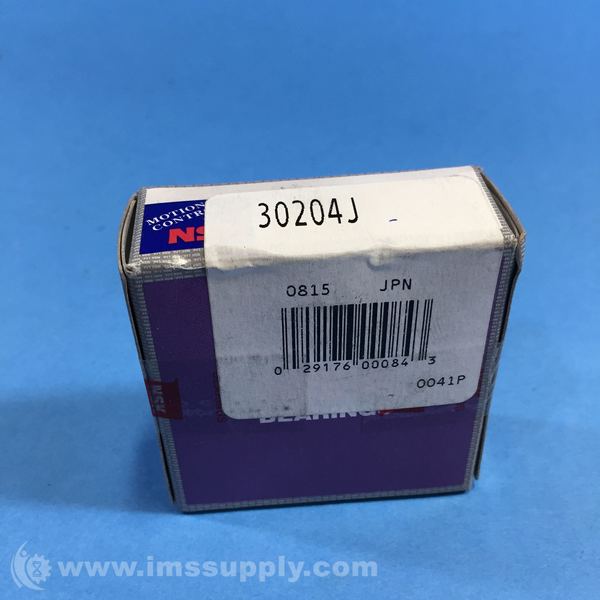 MOTION
CONTR
NS
30204J -
0815 JPN
0 29176 00084 3
0041P
BEARING
NSK
www.imssupply.com